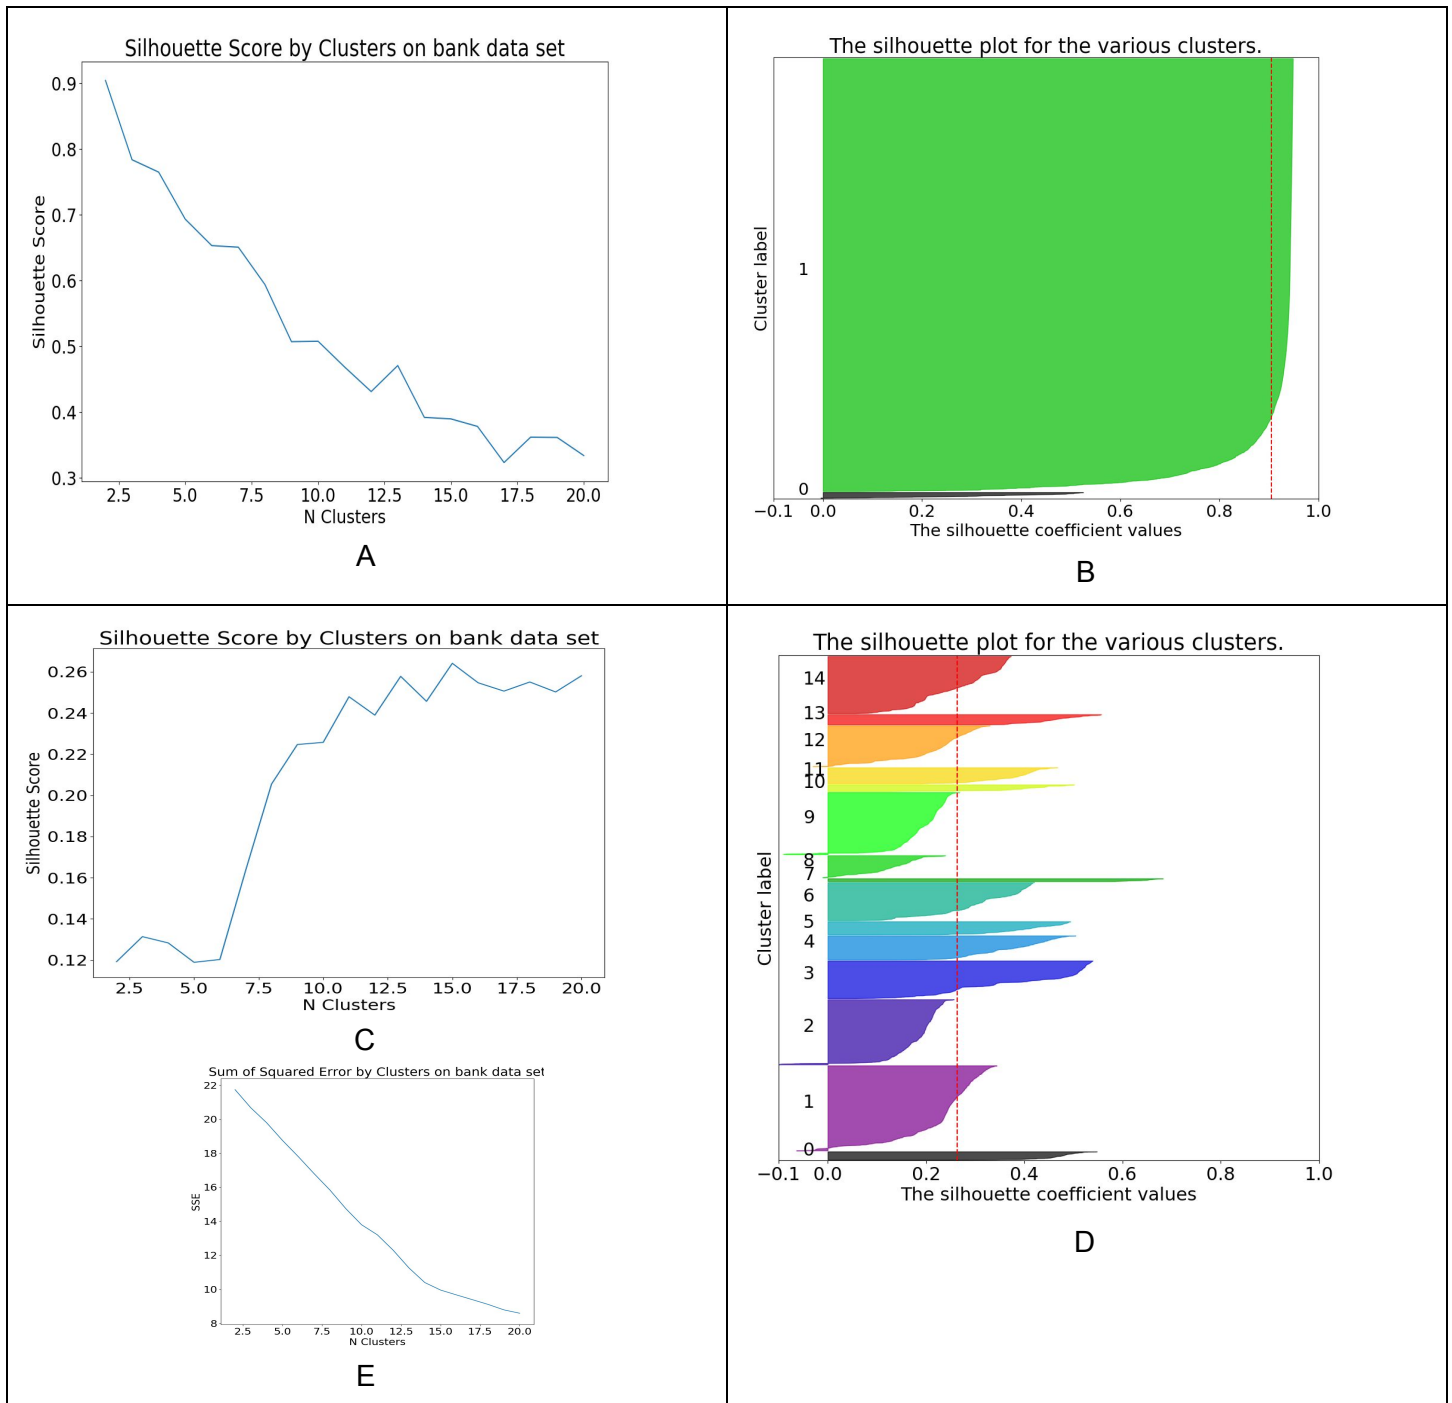 Silhouette Score by Clusters on bank data set
Silhouette Score
0.9
0.8
0.7
0.6
0.5
0.4
0.3
2.5 5.0 7.5 10.0 12.5 15.0 17.5 20.0
N Clusters
A
The silhouette plot for the various clusters.
Cluster label
1
0
−0.1 0.0 0.2 0.4 0.6 0.8 1.0
The silhouette coefficient values
B
Silhouette Score by Clusters on bank data set
Silhouette Score
0.26
0.24
0.22
0.20
0.18
0.16
0.14
0.12
2.5 5.0 7.5 10.0 12.5 15.0 17.5 20.0
N Clusters
C
Sum of Squared Error by Clusters on bank data set
SSE
22
20
18
16
14
12
10
8
2.5 5.0 7.5 10.0 12.5 15.0 17.5 20.0
N Clusters
E
The silhouette plot for the various clusters.
Cluster label
14
13
12
11
10
9
8
7
6
5
4
3
2
1
0
−0.1 0.0 0.2 0.4 0.6 0.8 1.0
The silhouette coefficient values
D